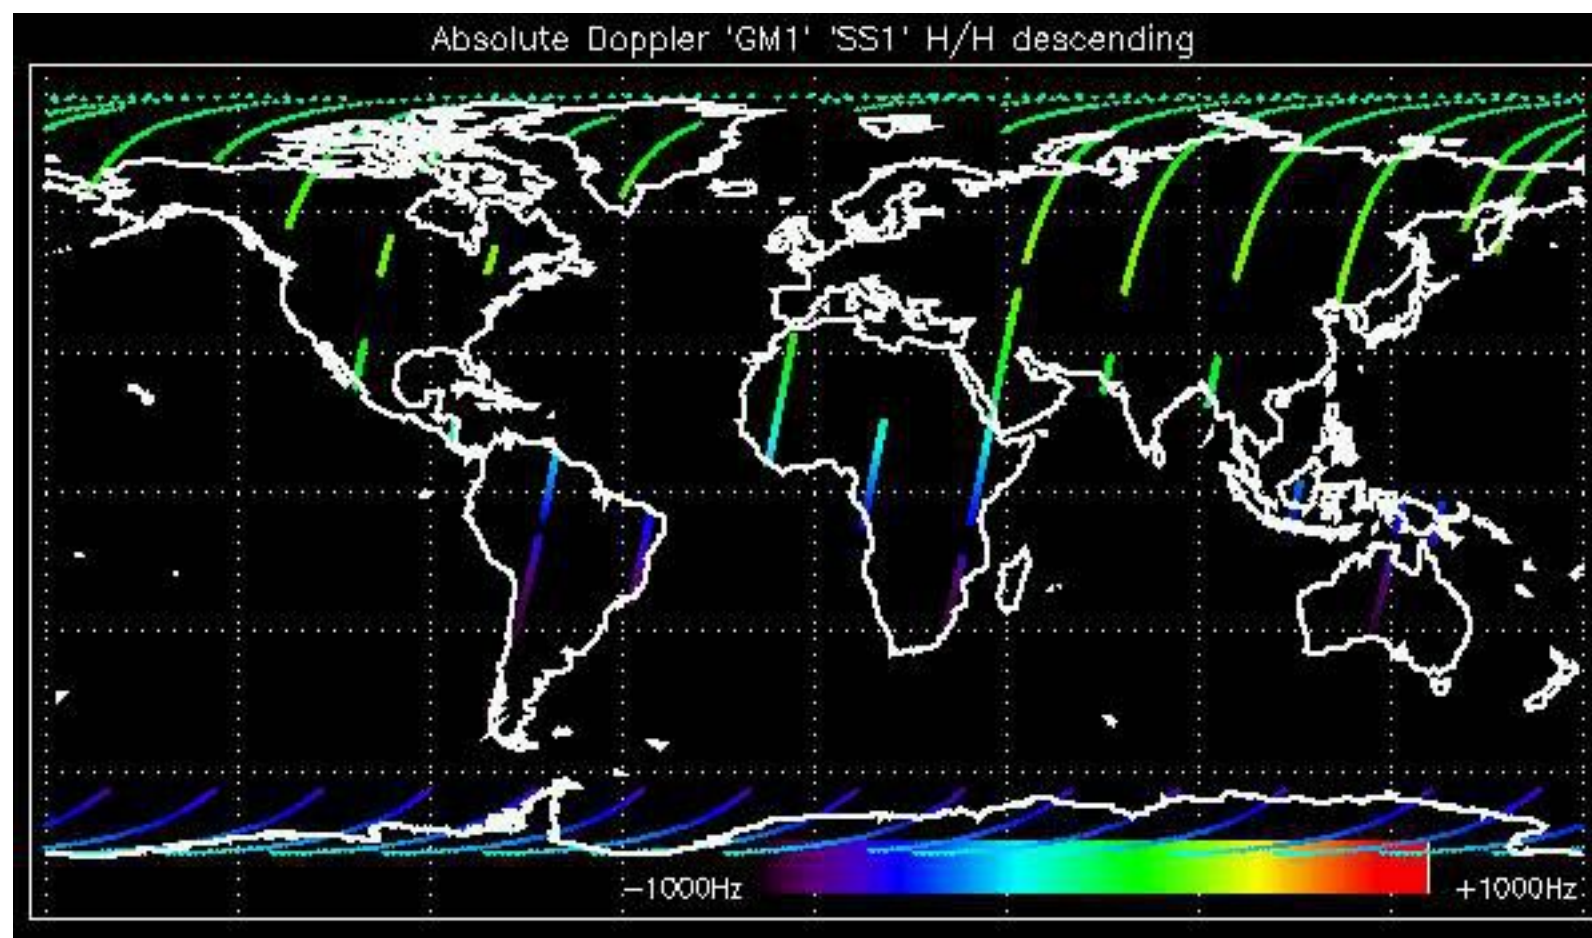 Absolute Doppler 'GM1' 'SS1' H/H descending
−1000Hz
+1000Hz